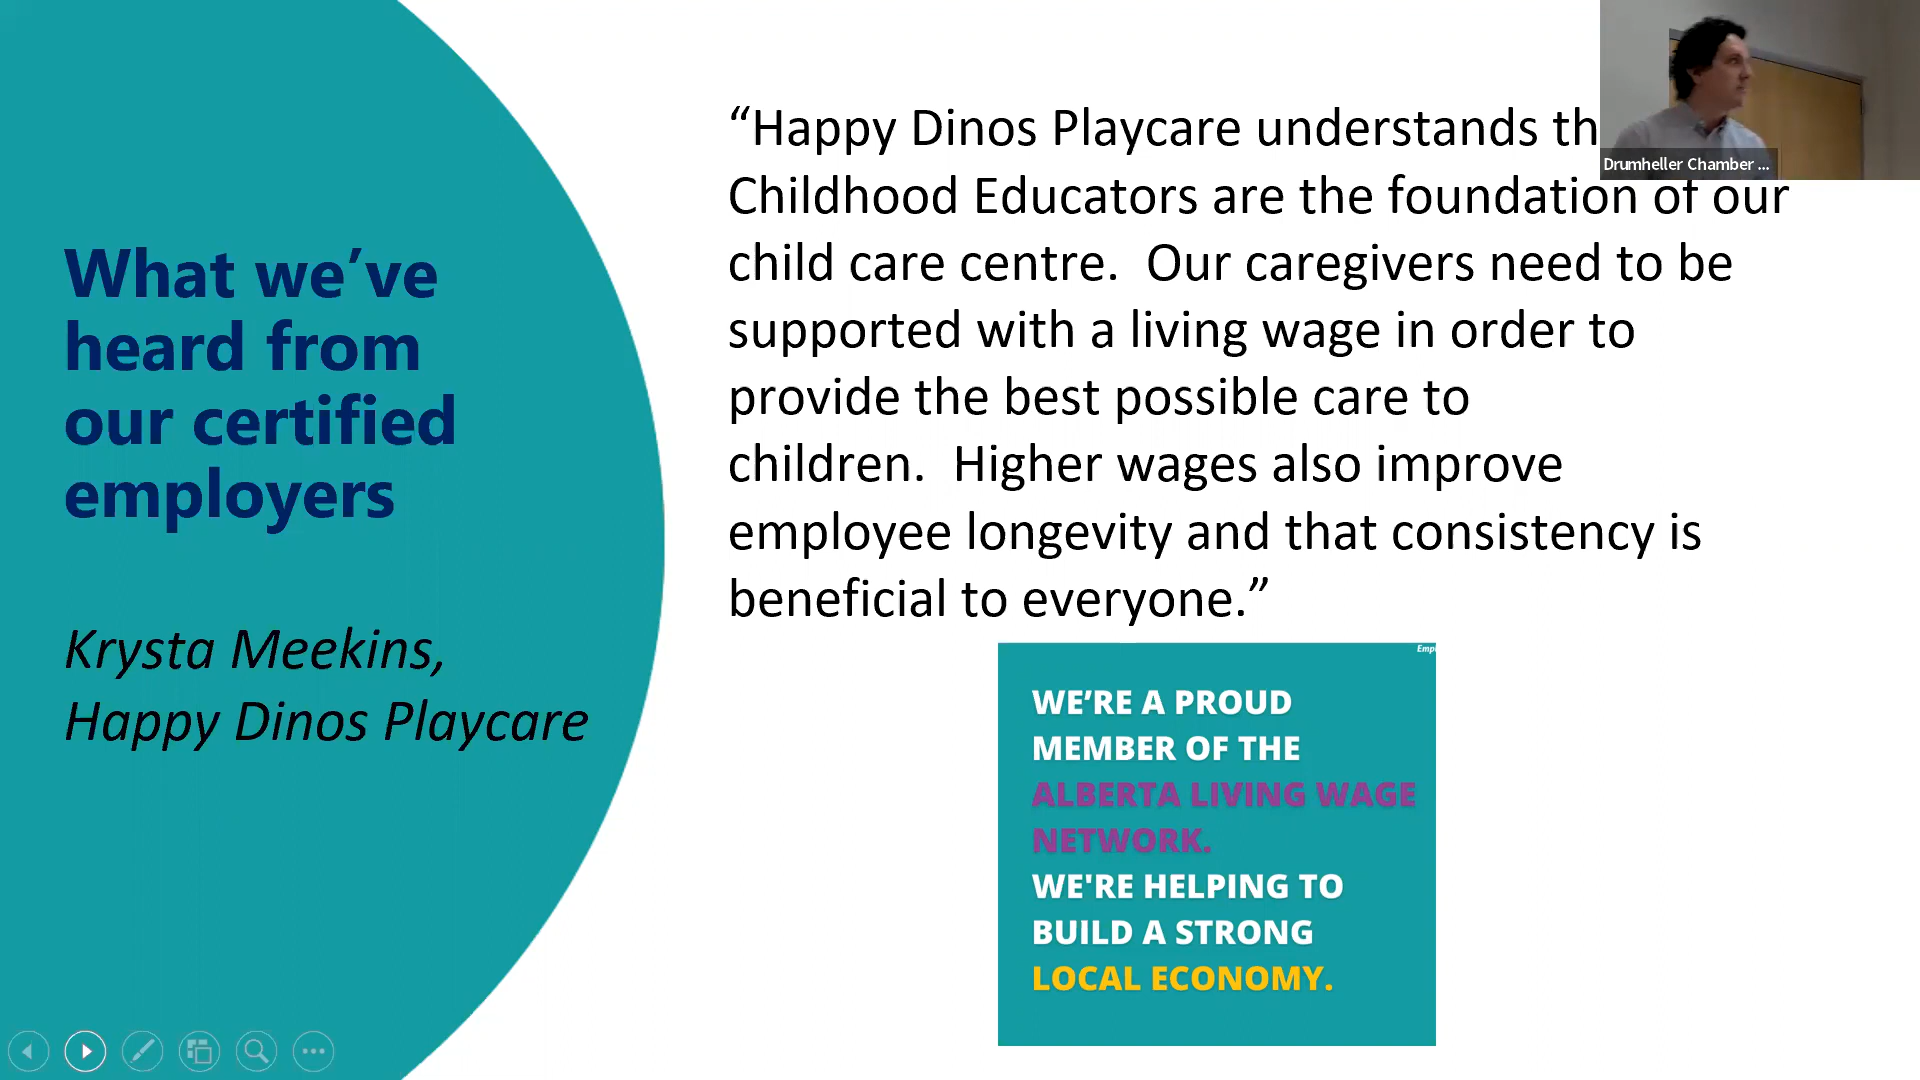 What we’ve
heard from
our certified
employers
Krysta Meekins,
Happy Dinos Playcare
“Happy Dinos Playcare understands
Childhood Educators are the foundation of our
child care centre.  Our caregivers need to be
supported with a living wage in order to
provide the best possible care to
children.  Higher wages also improve
employee longevity and that consistency is
beneficial to everyone.”
Drumheller Chamber ...
WE’RE A PROUD
MEMBER OF THE
ALBERTA LIVING WAGE
NETWORK.
WE'RE HELPING TO
BUILD A STRONG
LOCAL ECONOMY.